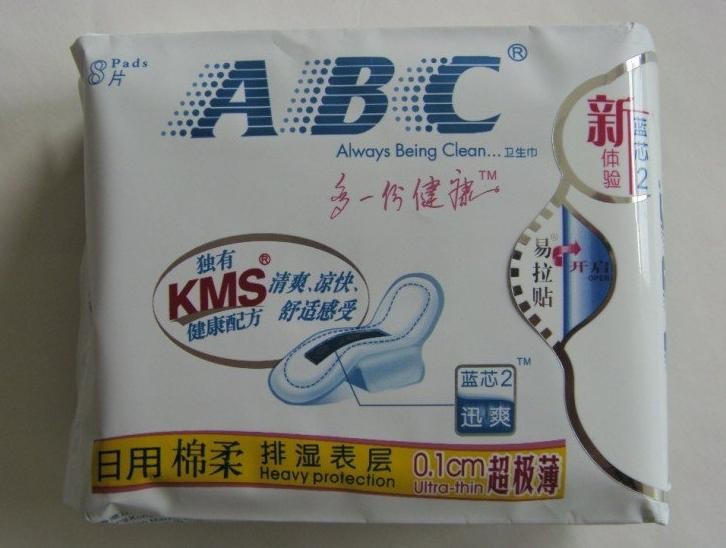 8 Pads
片
ABC®
Always Being Clean... 卫生巾
多一份健康™
新
体验
蓝芯2
独有
KMS®
健康配方
清爽、凉快、
舒适感受
易拉贴®
开启
OPEN
蓝芯2™
迅爽
日用 棉柔 排湿表层 0.1cm 超极薄
Heavy protection Ultra-thin